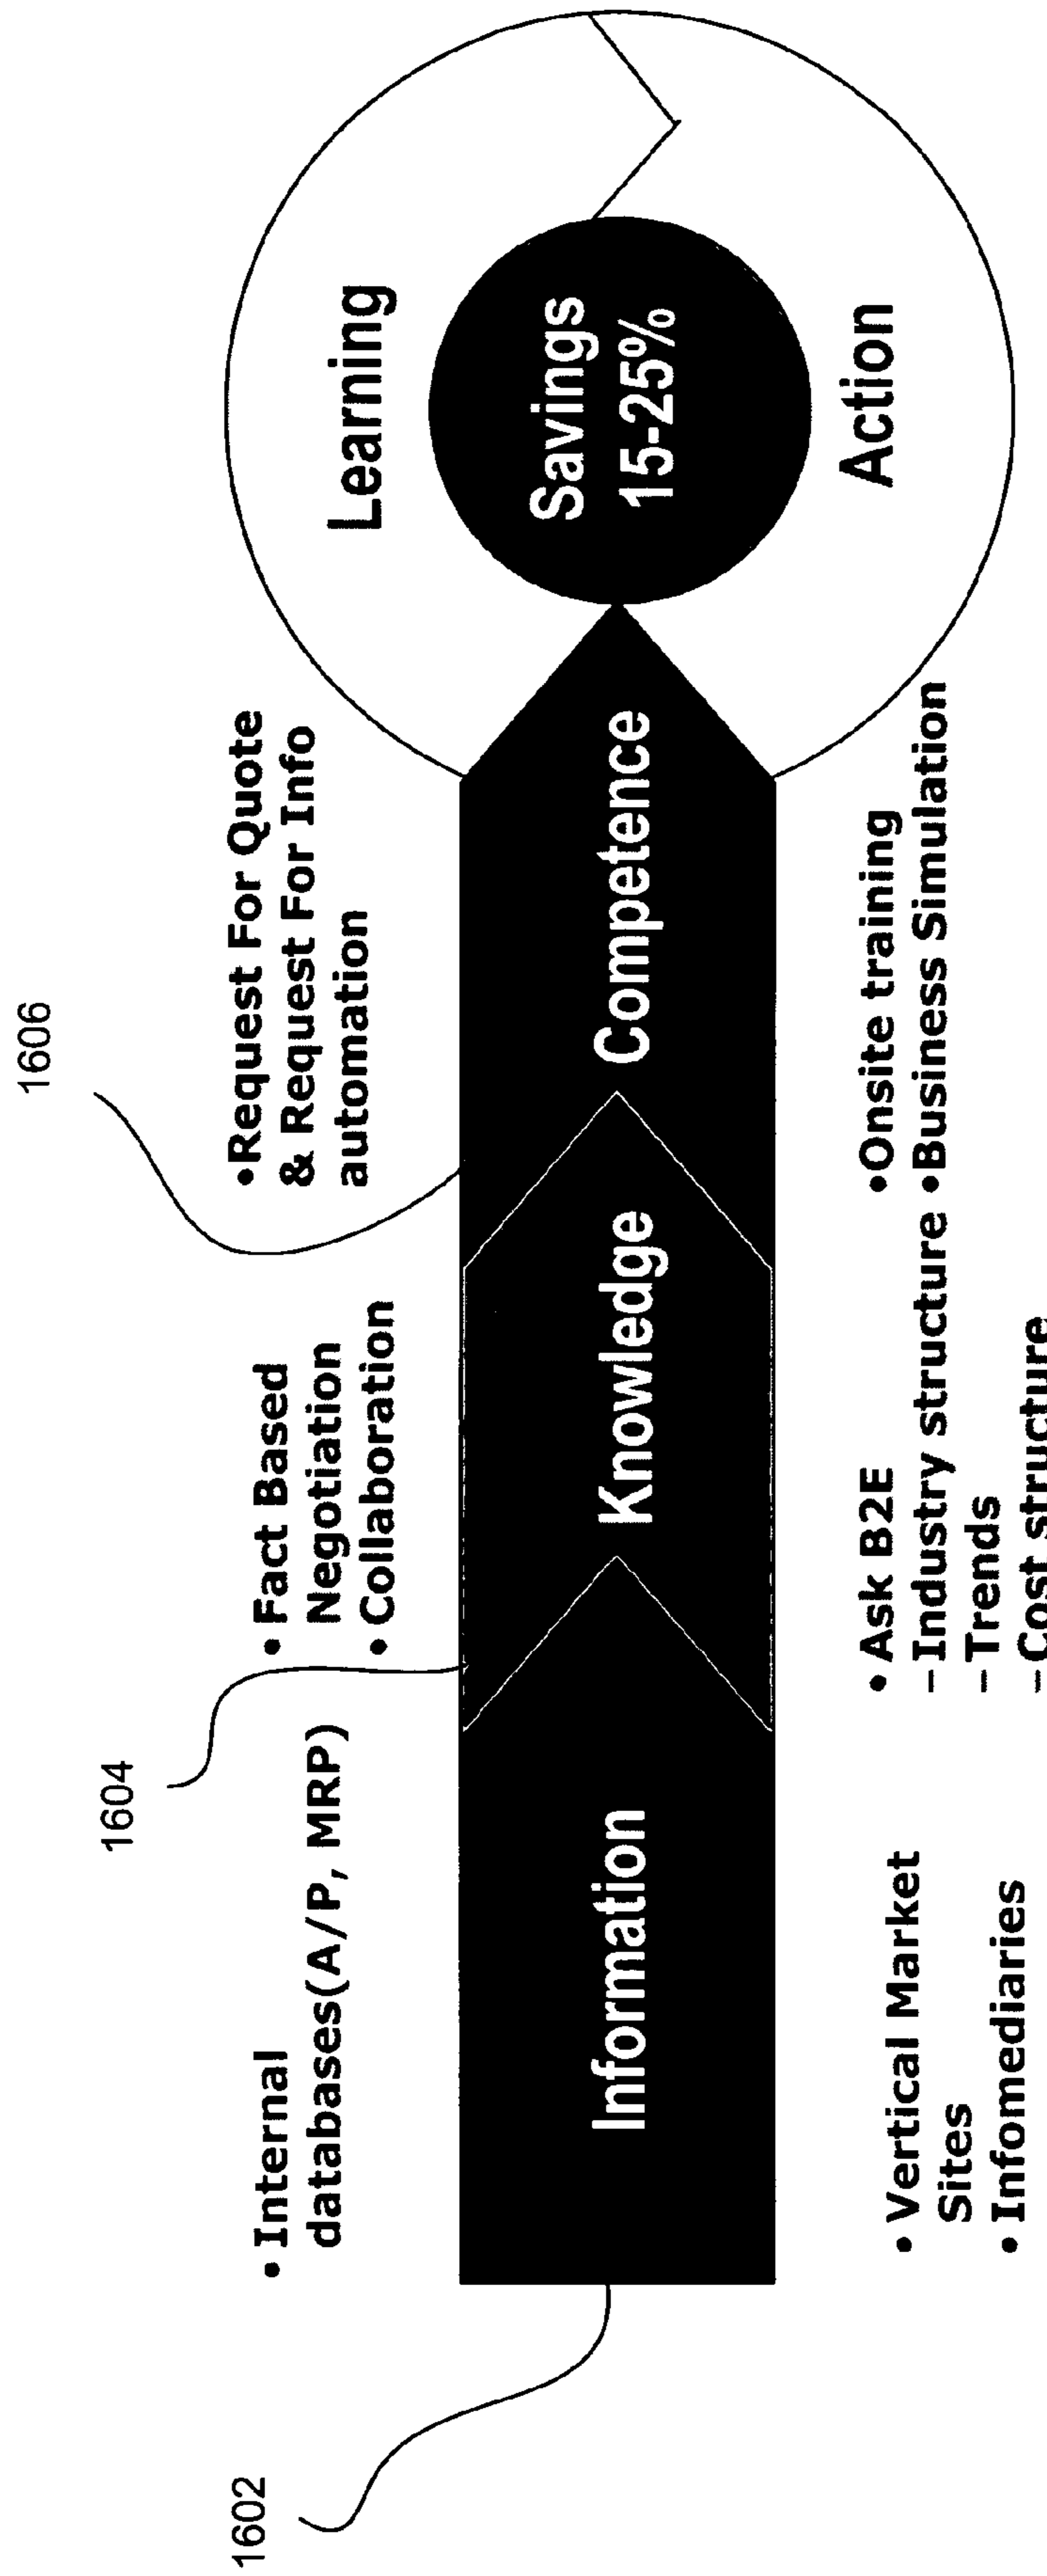 1602
1604
1606
• Internal
databases(A/P, MRP)
• Fact Based
Negotiation
• Collaboration
•Request For Quote
& Request For Info
automation
Information
Knowledge
Competence
Learning
Savings
15-25%
Action
• Vertical Market
Sites
• Infomediaries
• Ask B2E
– Industry structure
– Trends
– Cost structure
•Onsite training
•Business Simulation